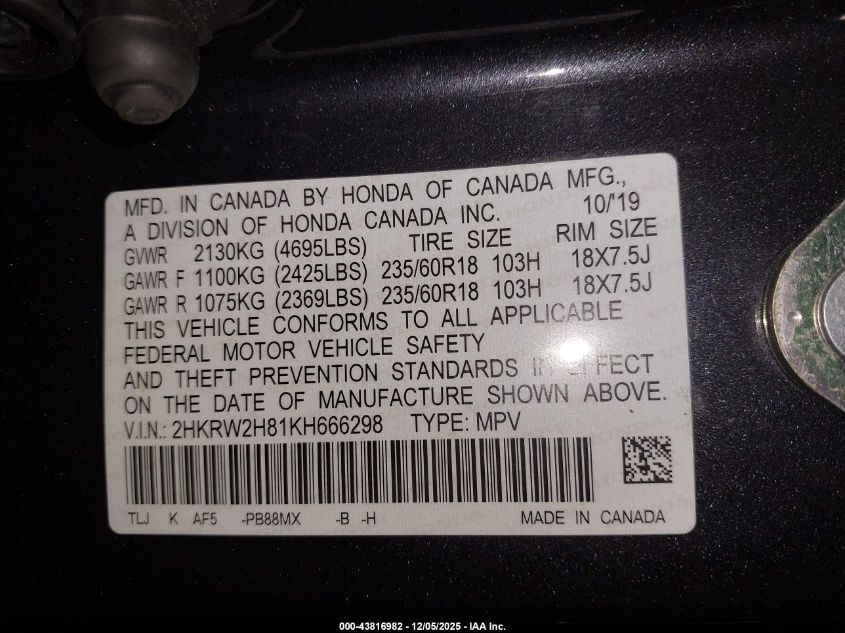 MFD. IN CANADA BY HONDA OF CANADA MFG.,
A DIVISION OF HONDA CANADA INC. 10/'19
GVWR 2130KG (4695LBS) TIRE SIZE RIM SIZE
GAWR F 1100KG (2425LBS) 235/60R18 103H 18X7.5J
GAWR R 1075KG (2369LBS) 235/60R18 103H 18X7.5J
THIS VEHICLE CONFORMS TO ALL APPLICABLE
FEDERAL MOTOR VEHICLE SAFETY
AND THEFT PREVENTION STANDARDS IN EFFECT
ON THE DATE OF MANUFACTURE SHOWN ABOVE.
V.I.N.: 2HKRW2H81KH666298 TYPE: MPV
TLJ K AF5 -PB88MX -B -H MADE IN CANADA
000-43816982 - 12/05/2025 - IAA Inc.